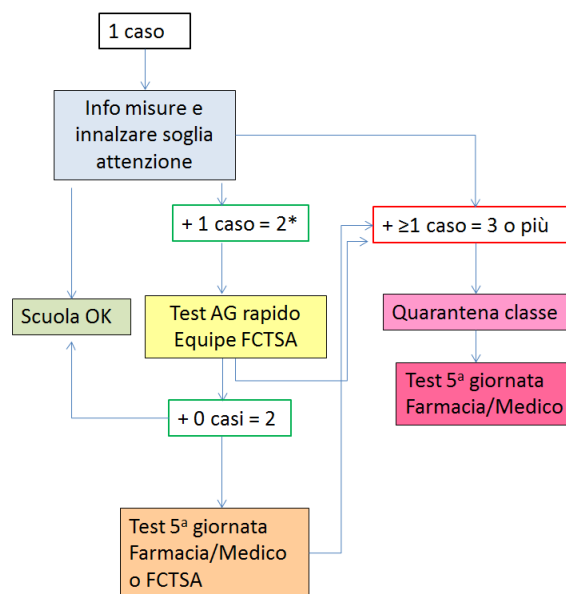 1 caso
Info misure e
innalzare soglia
attenzione
+ 1 caso = 2*
+ ≥1 caso = 3 o più
Scuola OK
Test AG rapido
Equipe FCTSA
Quarantena classe
Test 5ª giornata
Farmacia/Medico
+ 0 casi = 2
Test 5ª giornata
Farmacia/Medico
o FCTSA